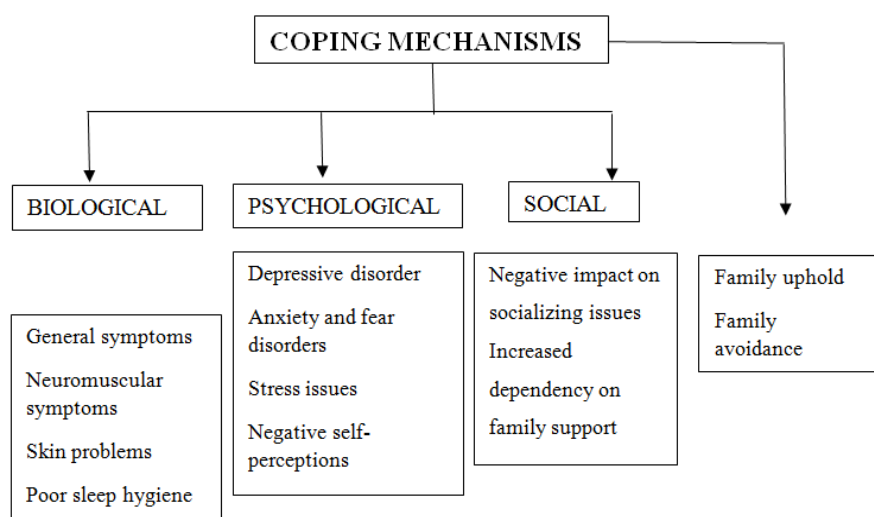 COPING MECHANISMS
BIOLOGICAL
PSYCHOLOGICAL
SOCIAL
General symptoms
Neuromuscular
symptoms
Skin problems
Poor sleep hygiene
Depressive disorder
Anxiety and fear
disorders
Stress issues
Negative self-
perceptions
Negative impact on
socializing issues
Increased
dependency on
family support
Family uphold
Family
avoidance